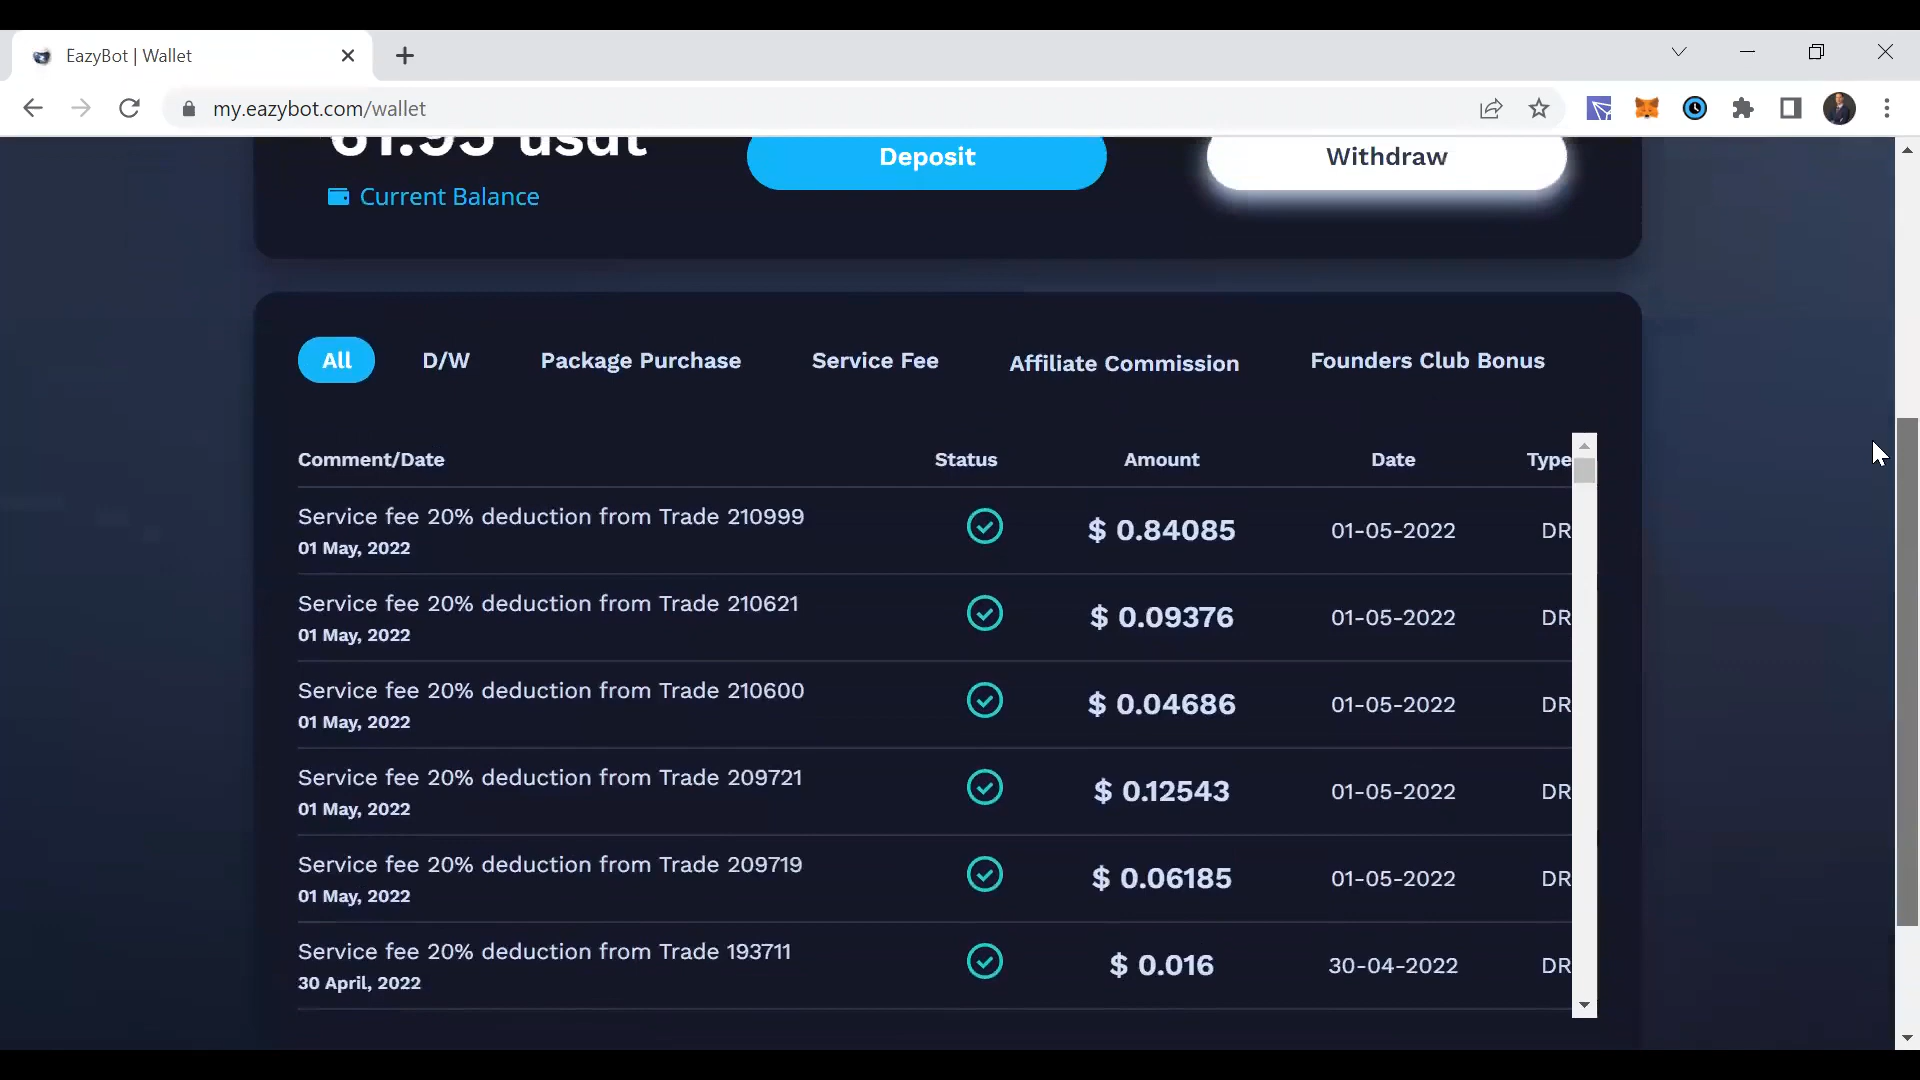 EazyBot | Wallet
my.eazybot.com/wallet
61.95 usdt
Deposit
Withdraw
Current Balance
All
D/W
Package Purchase
Service Fee
Affiliate Commission
Founders Club Bonus
Comment/Date Status Amount Date Type
Service fee 20% deduction from Trade 210999
01 May, 2022
$ 0.84085 01-05-2022 DR
Service fee 20% deduction from Trade 210621
01 May, 2022
$ 0.09376 01-05-2022 DR
Service fee 20% deduction from Trade 210600
01 May, 2022
$ 0.04686 01-05-2022 DR
Service fee 20% deduction from Trade 209721
01 May, 2022
$ 0.12543 01-05-2022 DR
Service fee 20% deduction from Trade 209719
01 May, 2022
$ 0.06185 01-05-2022 DR
Service fee 20% deduction from Trade 193711
30 April, 2022
$ 0.016 30-04-2022 DR